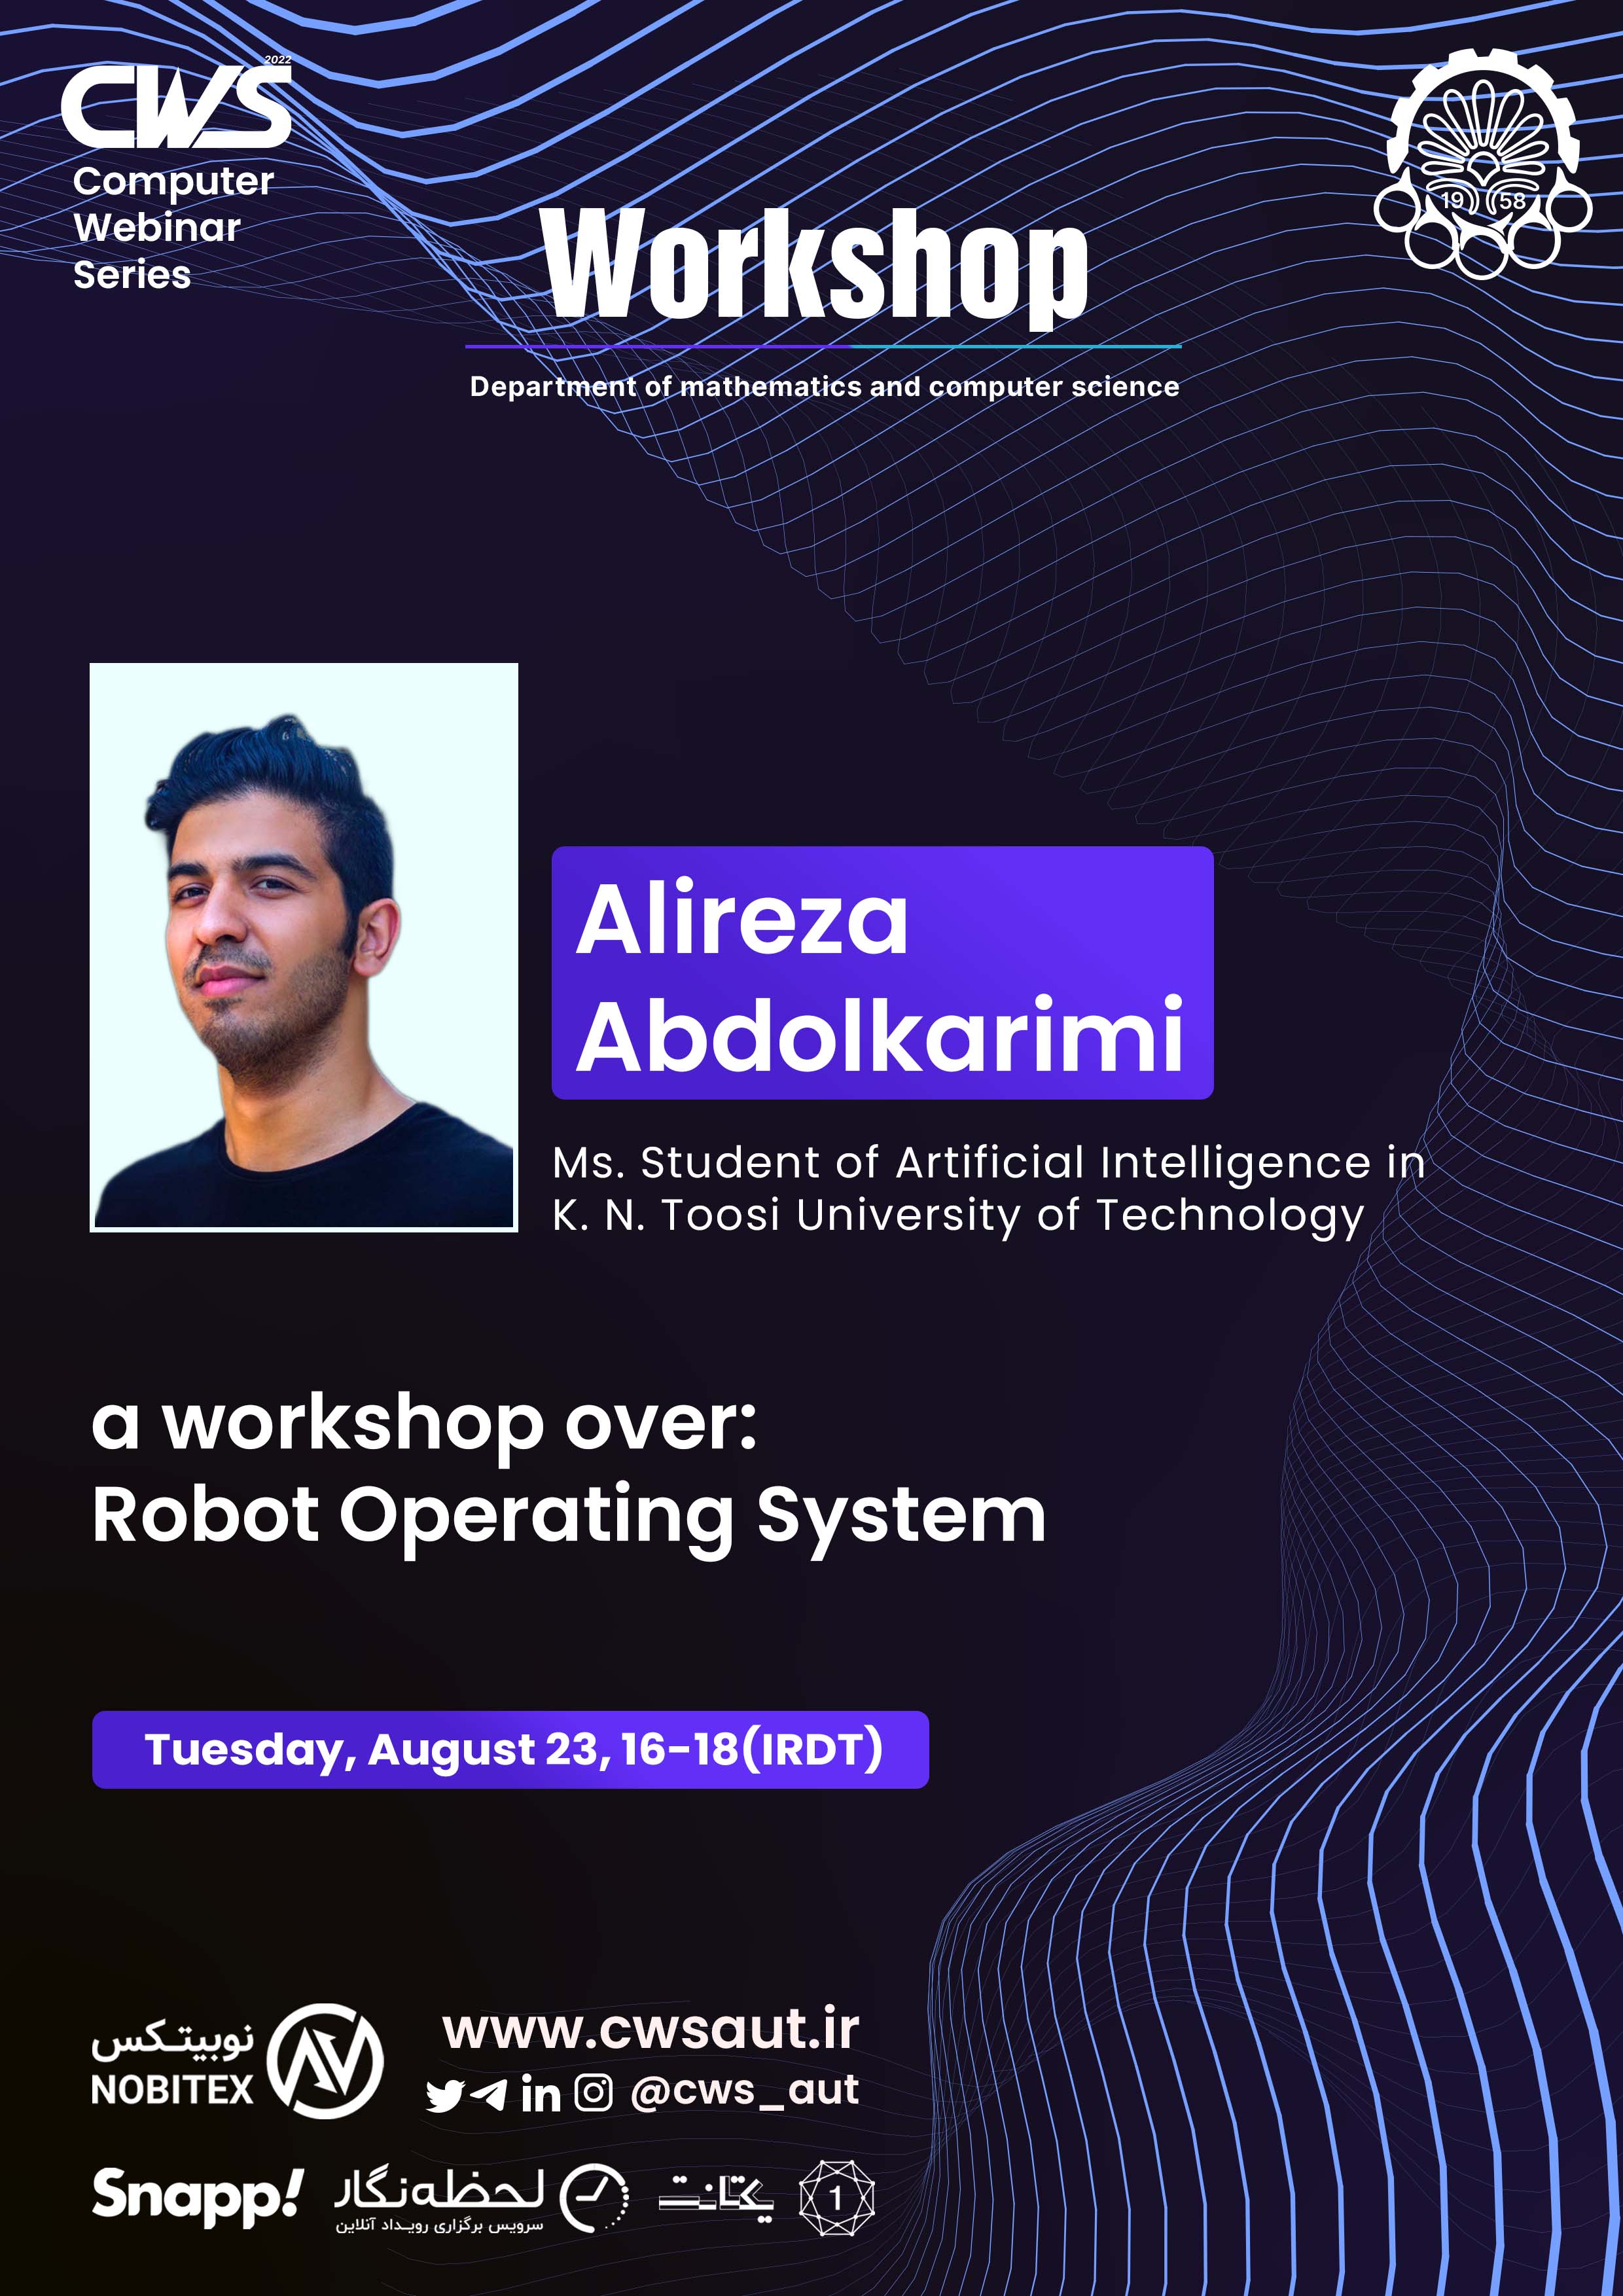 2022
CWS
Computer
Webinar
Series
19 58
Workshop
Department of mathematics and computer science
Alireza
Abdolkarimi
Ms. Student of Artificial Intelligence in
K. N. Toosi University of Technology
a workshop over:
Robot Operating System
Tuesday, August 23, 16-18(IRDT)
نوبیتکس
NOBITEX
www.cwsaut.ir
in @cws_aut
Snapp!
لحظه‌نگار
سرویس برگزاری رویداد آنلاین
یکتانت
1